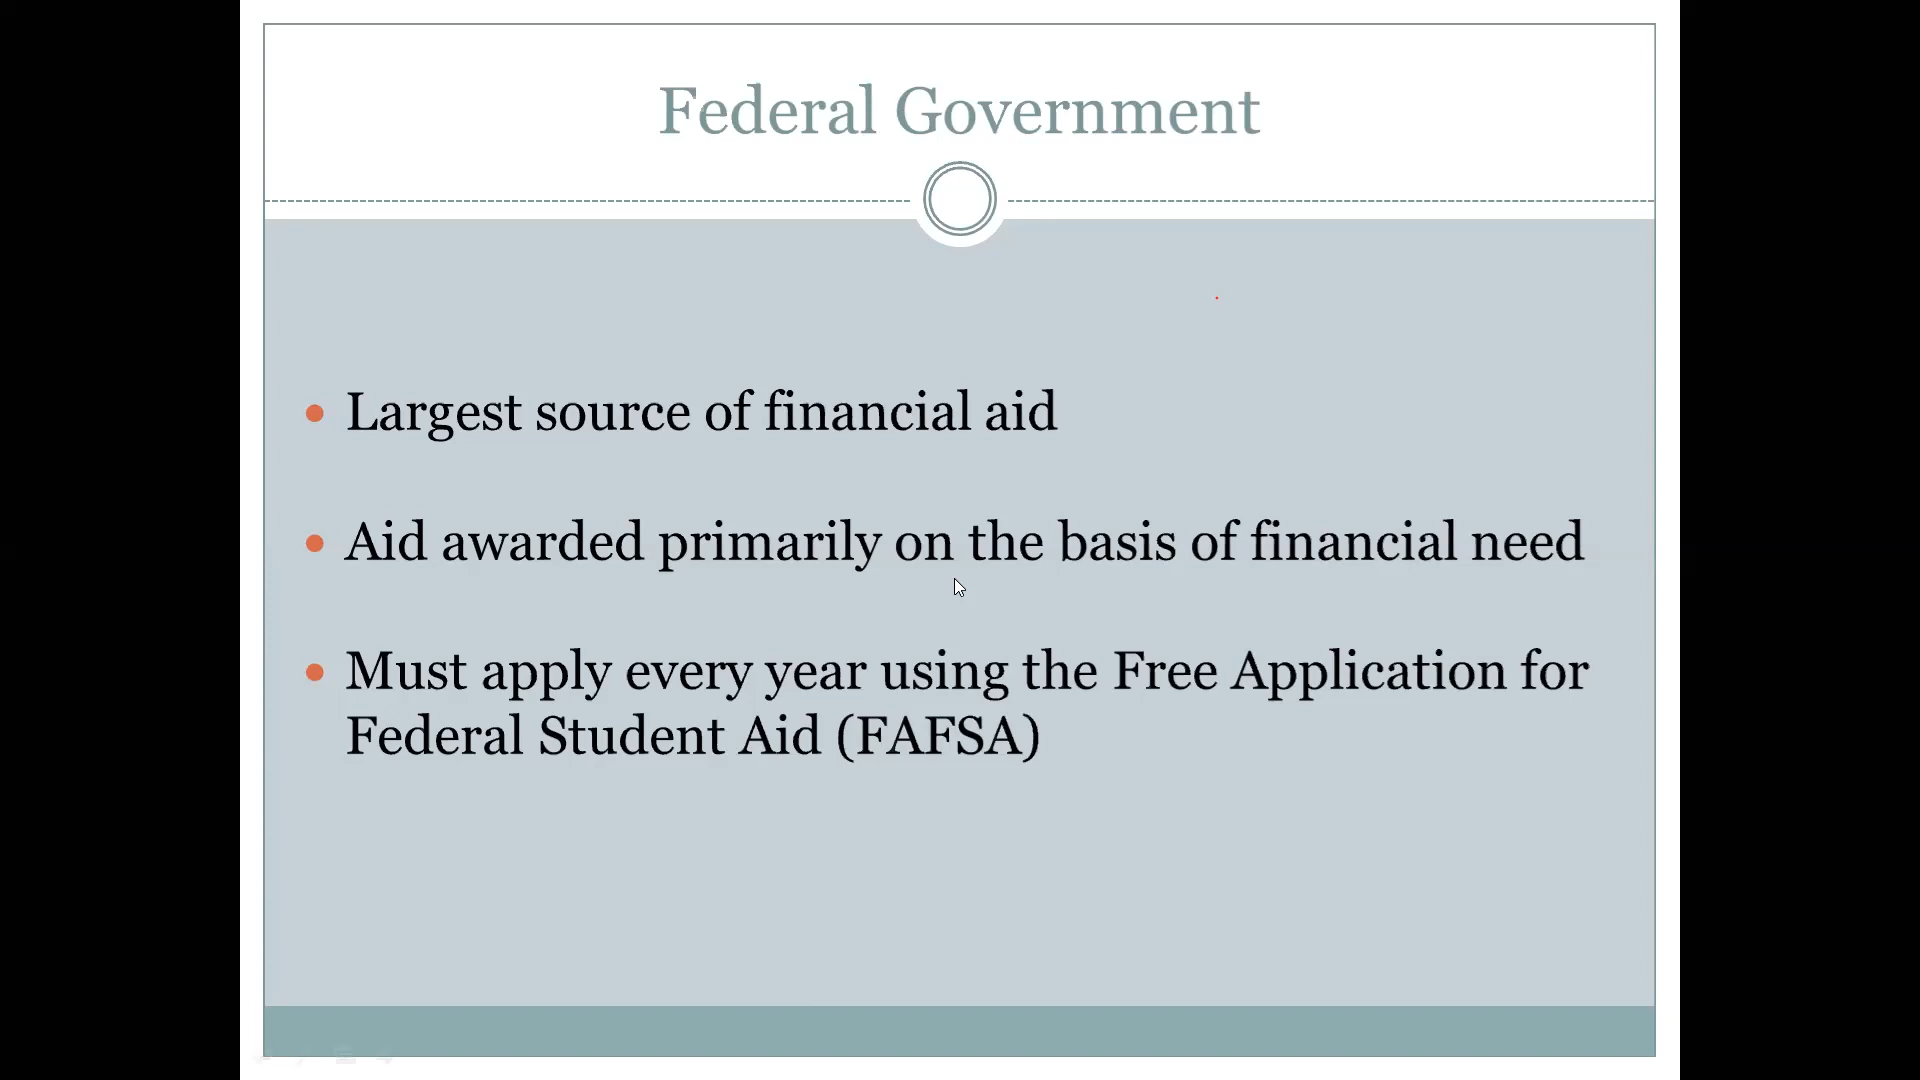 Federal Government
• Largest source of financial aid
• Aid awarded primarily on the basis of financial need
• Must apply every year using the Free Application for
Federal Student Aid (FAFSA)